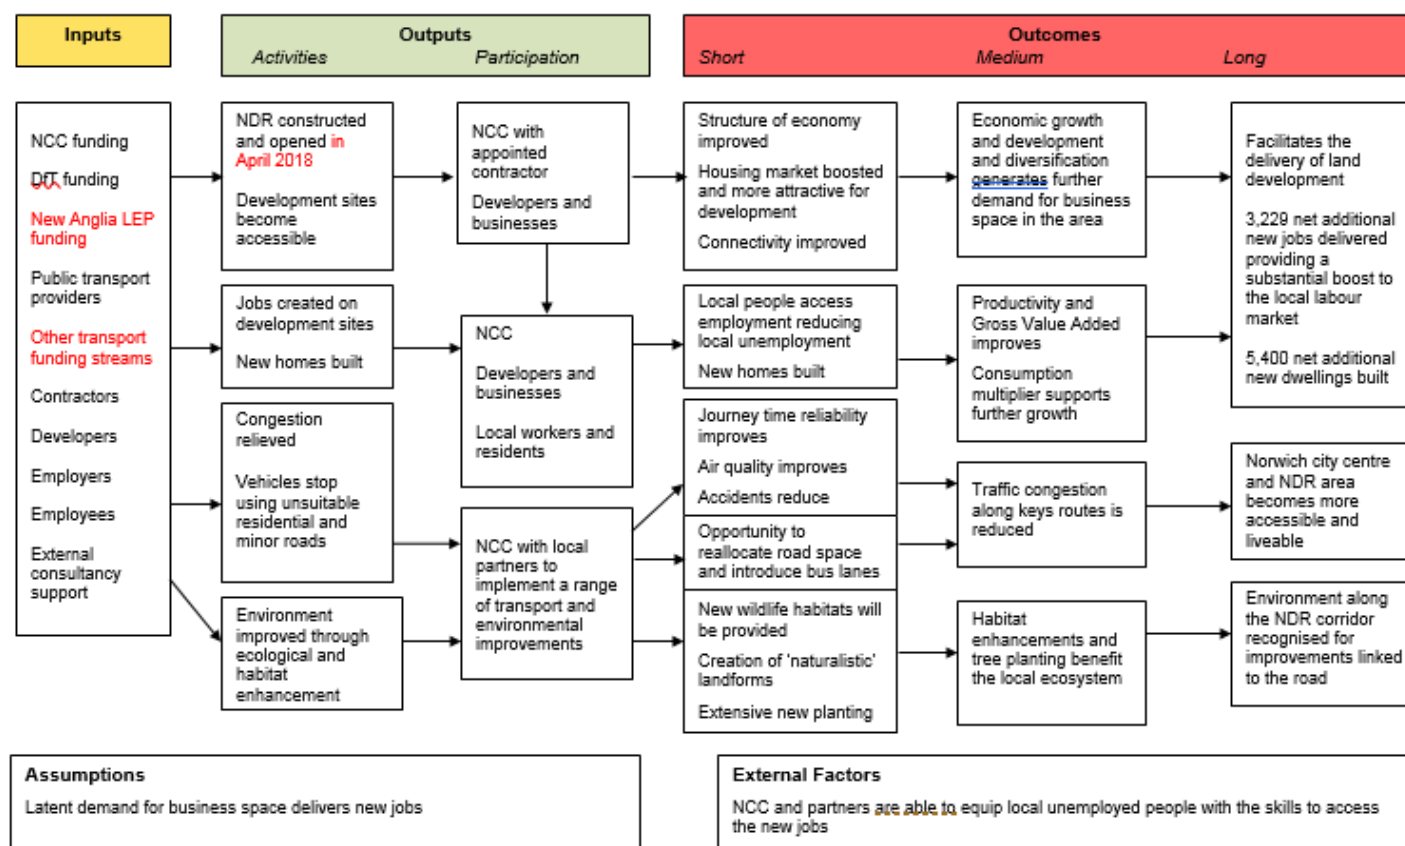 Inputs
Outputs
Activities Participation
Outcomes
Short Medium Long
NCC funding
DfT funding
New Anglia LEP
funding
Public transport
providers
Other transport
funding streams
Contractors
Developers
Employers
Employees
External
consultancy
support
NDR constructed
and opened in
April 2018
Development sites
become
accessible
Jobs created on
development sites
New homes built
Congestion
relieved
Vehicles stop
using unsuitable
residential and
minor roads
Environment
improved through
ecological and
habitat
enhancement
NCC with
appointed
contractor
Developers and
businesses
NCC
Developers and
businesses
Local workers and
residents
NCC with local
partners to
implement a range
of transport and
environmental
improvements
Structure of economy
improved
Housing market boosted
and more attractive for
development
Connectivity improved
Local people access
employment reducing
local unemployment
New homes built
Journey time reliability
improves
Air quality improves
Accidents reduce
Opportunity to
reallocate road space
and introduce bus lanes
New wildlife habitats will
be provided
Creation of 'naturalistic'
landforms
Extensive new planting
Economic growth
and development
and diversification
generates further
demand for business
space in the area
Productivity and
Gross Value Added
improves
Consumption
multiplier supports
further growth
Traffic congestion
along keys routes is
reduced
Habitat
enhancements and
tree planting benefit
the local ecosystem
Facilitates the
delivery of land
development
3,229 net additional
new jobs delivered
providing a
substantial boost to
the local labour
market
5,400 net additional
new dwellings built
Norwich city centre
and NDR area
becomes more
accessible and
liveable
Environment along
the NDR corridor
recognised for
improvements linked
to the road
Assumptions
Latent demand for business space delivers new jobs
External Factors
NCC and partners are able to equip local unemployed people with the skills to access
the new jobs